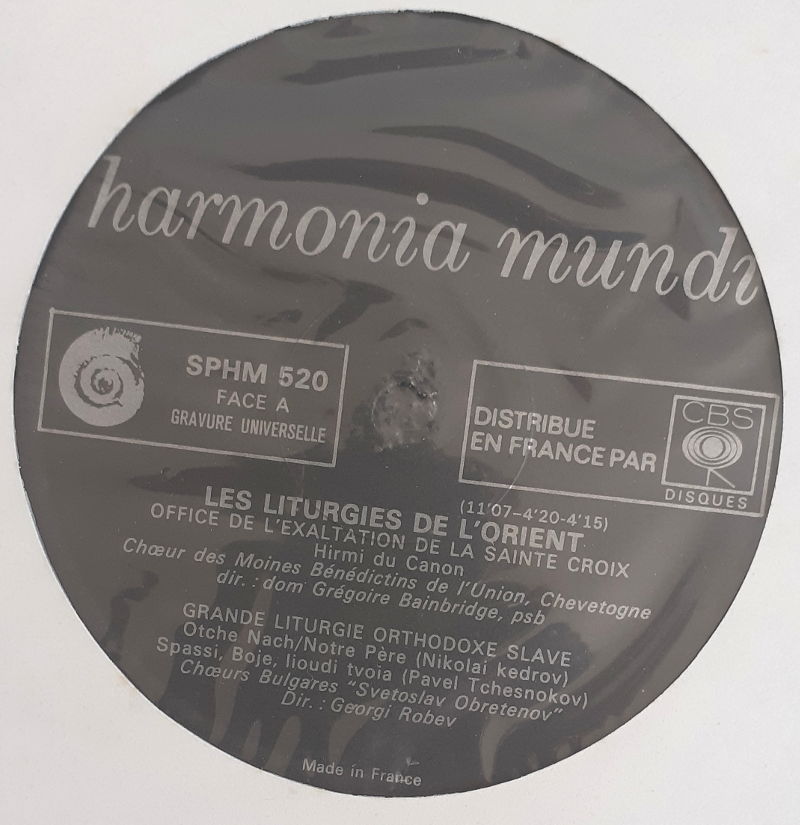 harmonia mundi
SPHM 520
FACE A
GRAVURE UNIVERSELLE
DISTRIBUE
EN FRANCE PAR
CBS
DISQUES
(11'07-4'20-4'15)
LES LITURGIES DE L'ORIENT
OFFICE DE L'EXALTATION DE LA SAINTE CROIX
Hirmi du Canon
Chœur des Moines Bénédictins de l'Union, Chevetogne
dir. : dom Grégoire Bainbridge, psb
GRANDE LITURGIE ORTHODOXE SLAVE
Otche Nach/Notre Père (Nikolai kedrov)
Spassi, Boje, lioudi tvoia (Pavel Tchesnokov)
Chœurs Bulgares "Svetoslav Obretenov"
Dir. : Georgi Robev
Made in France